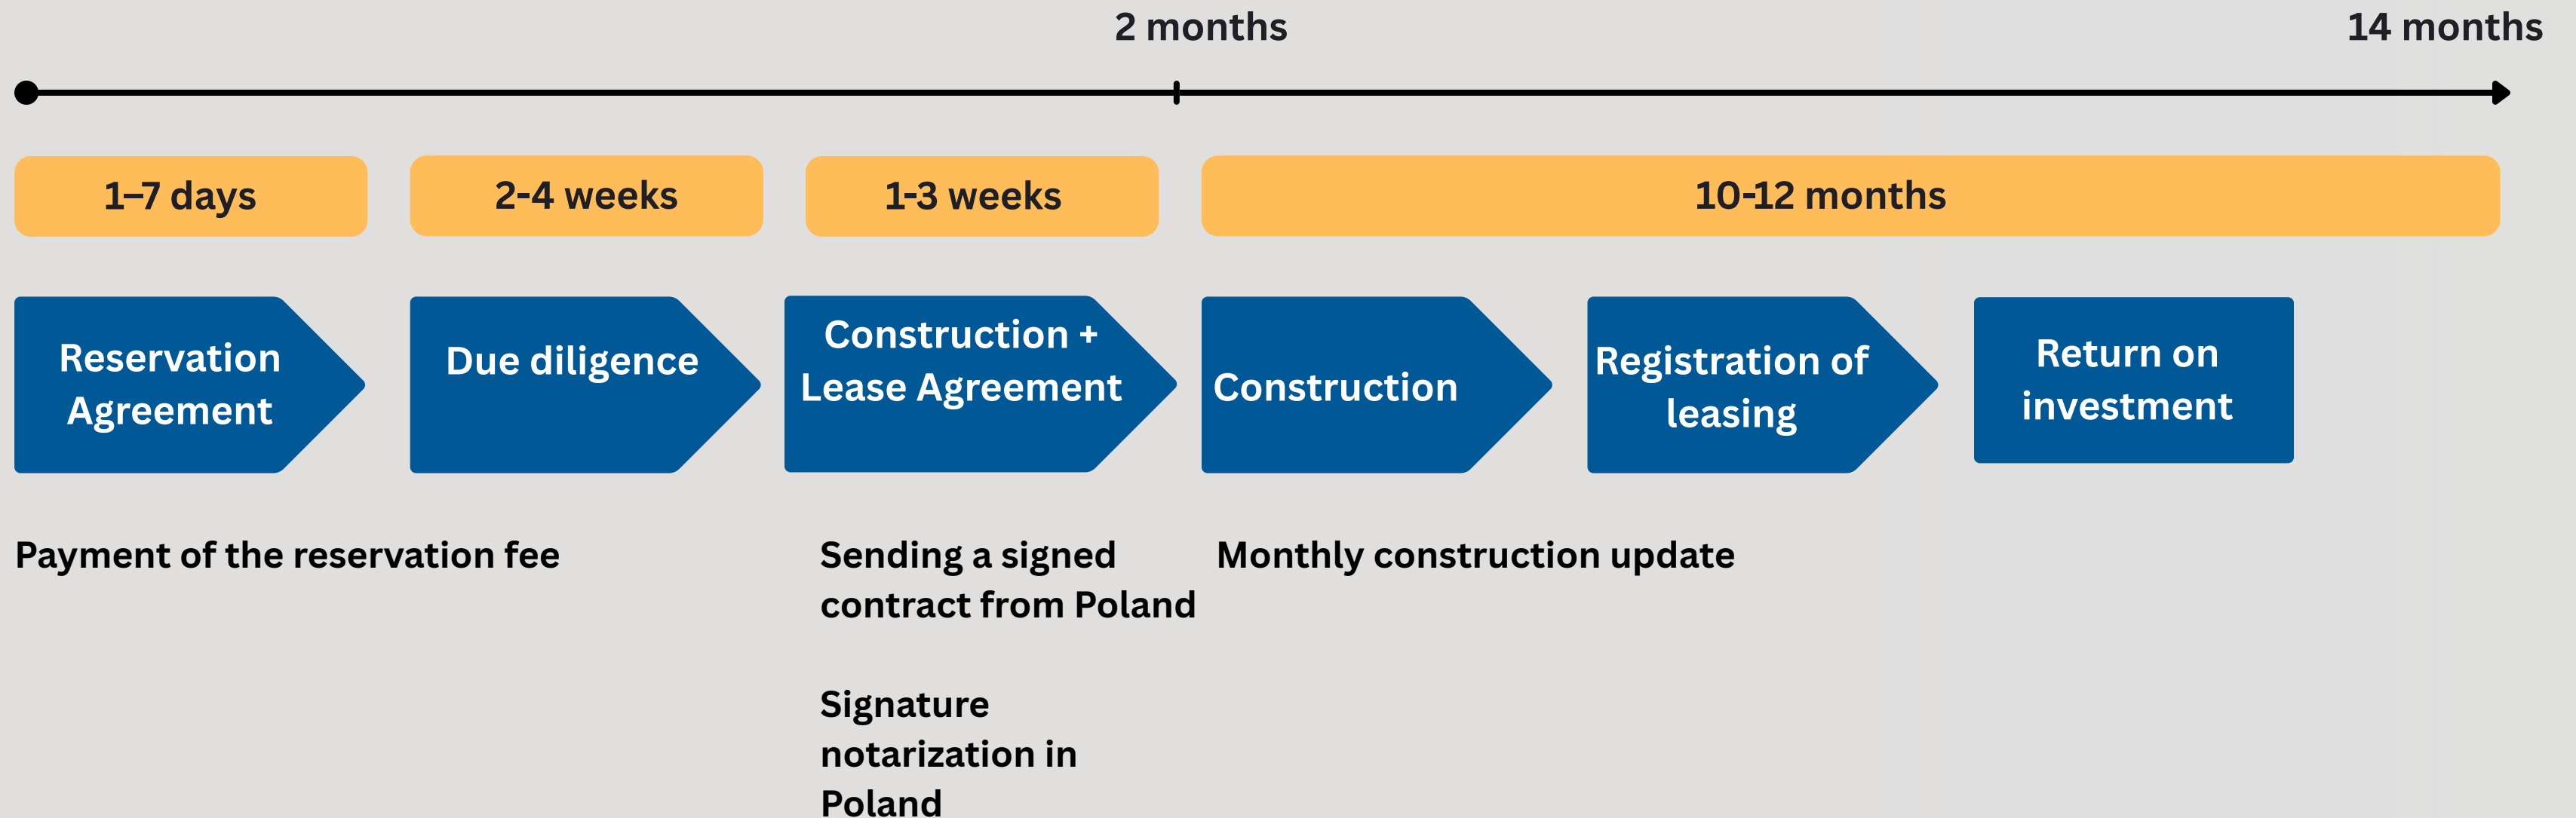 2 months
14 months
1–7 days
2-4 weeks
1-3 weeks
10-12 months
Reservation
Agreement
Due diligence
Construction +
Lease Agreement
Construction
Registration of
leasing
Return on
investment
Payment of the reservation fee
Sending a signed
contract from Poland
Signature
notarization in
Poland
Monthly construction update